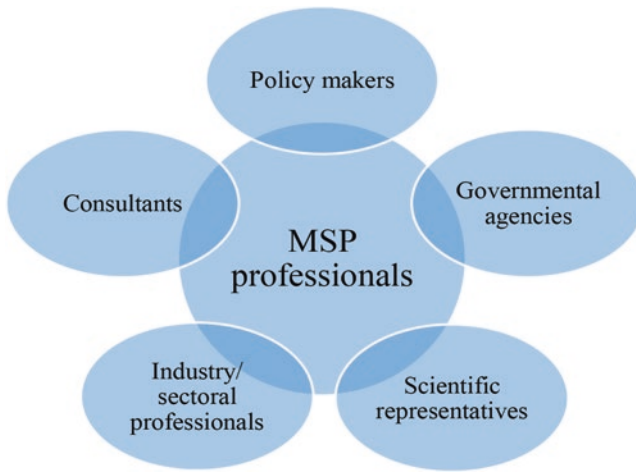 Policy makers
Consultants
Governmental
agencies
MSP
professionals
Industry/
sectoral
professionals
Scientific
representatives